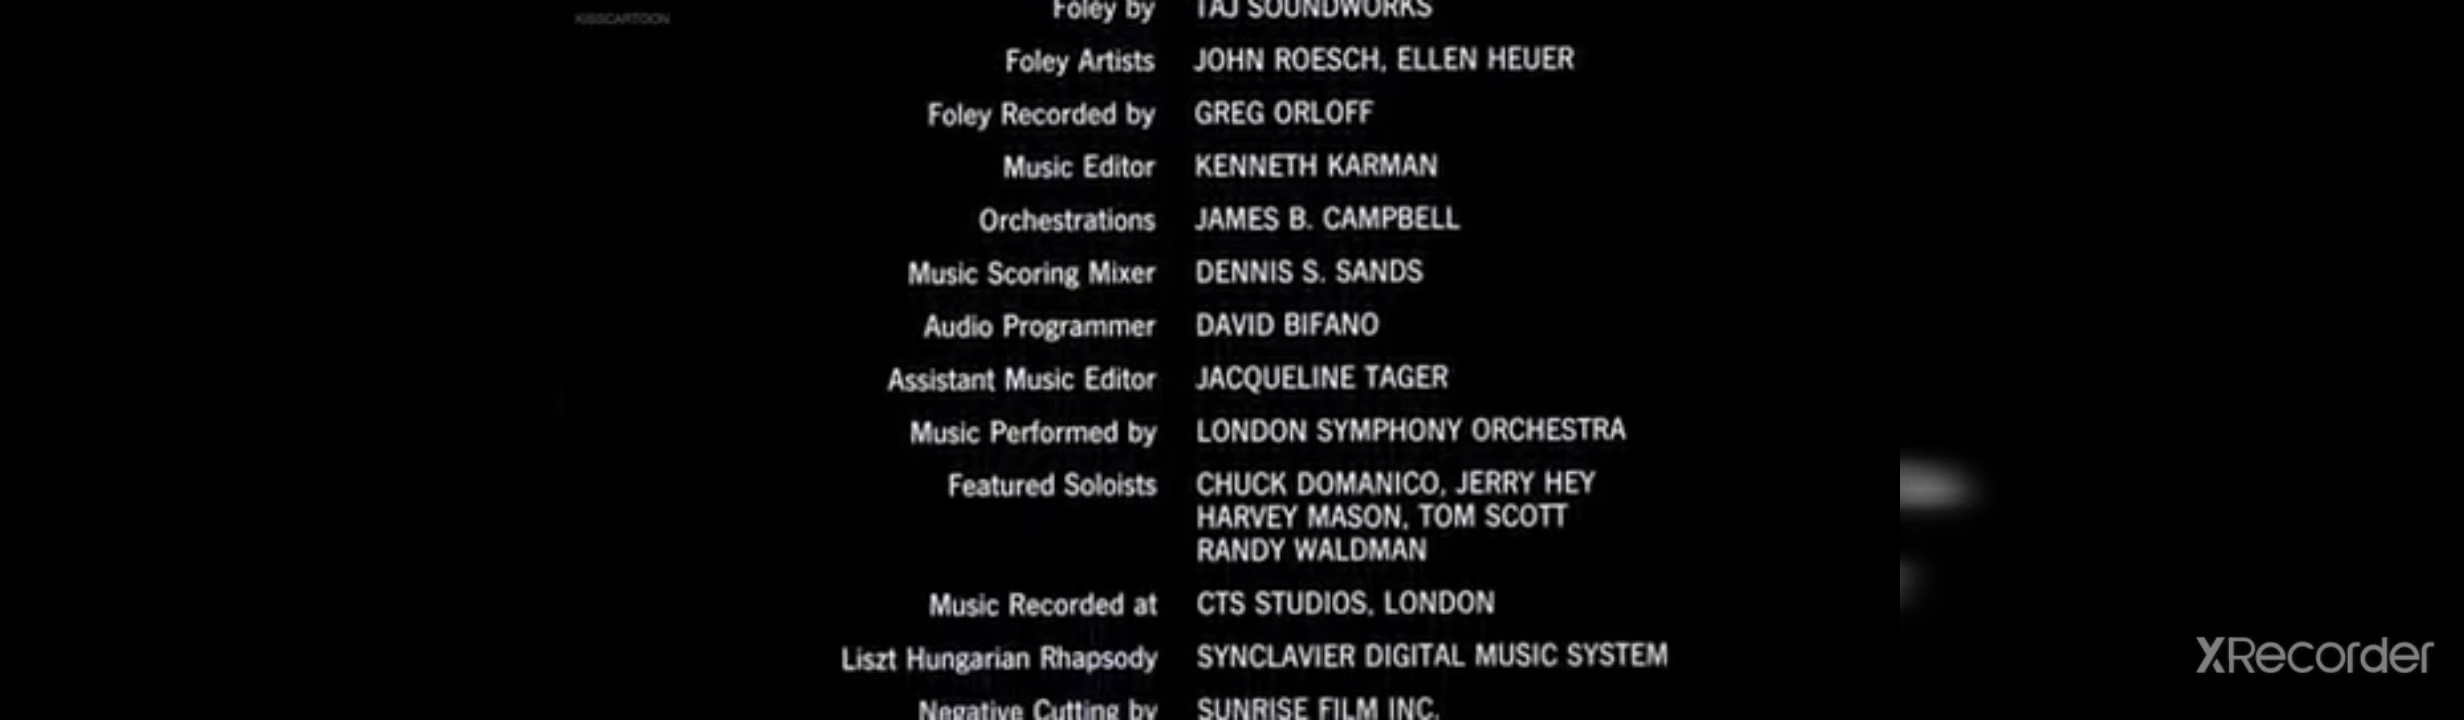 KISSCARTOON
Foley by TAJ SOUNDWORKS
Foley Artists JOHN ROESCH, ELLEN HEUER
Foley Recorded by GREG ORLOFF
Music Editor KENNETH KARMAN
Orchestrations JAMES B. CAMPBELL
Music Scoring Mixer DENNIS S. SANDS
Audio Programmer DAVID BIFANO
Assistant Music Editor JACQUELINE TAGER
Music Performed by LONDON SYMPHONY ORCHESTRA
Featured Soloists CHUCK DOMANICO, JERRY HEY
HARVEY MASON, TOM SCOTT
RANDY WALDMAN
Music Recorded at CTS STUDIOS, LONDON
Liszt Hungarian Rhapsody SYNCLAVIER DIGITAL MUSIC SYSTEM
XRecorder
Negative Cutting by SUNRISE FILM INC.